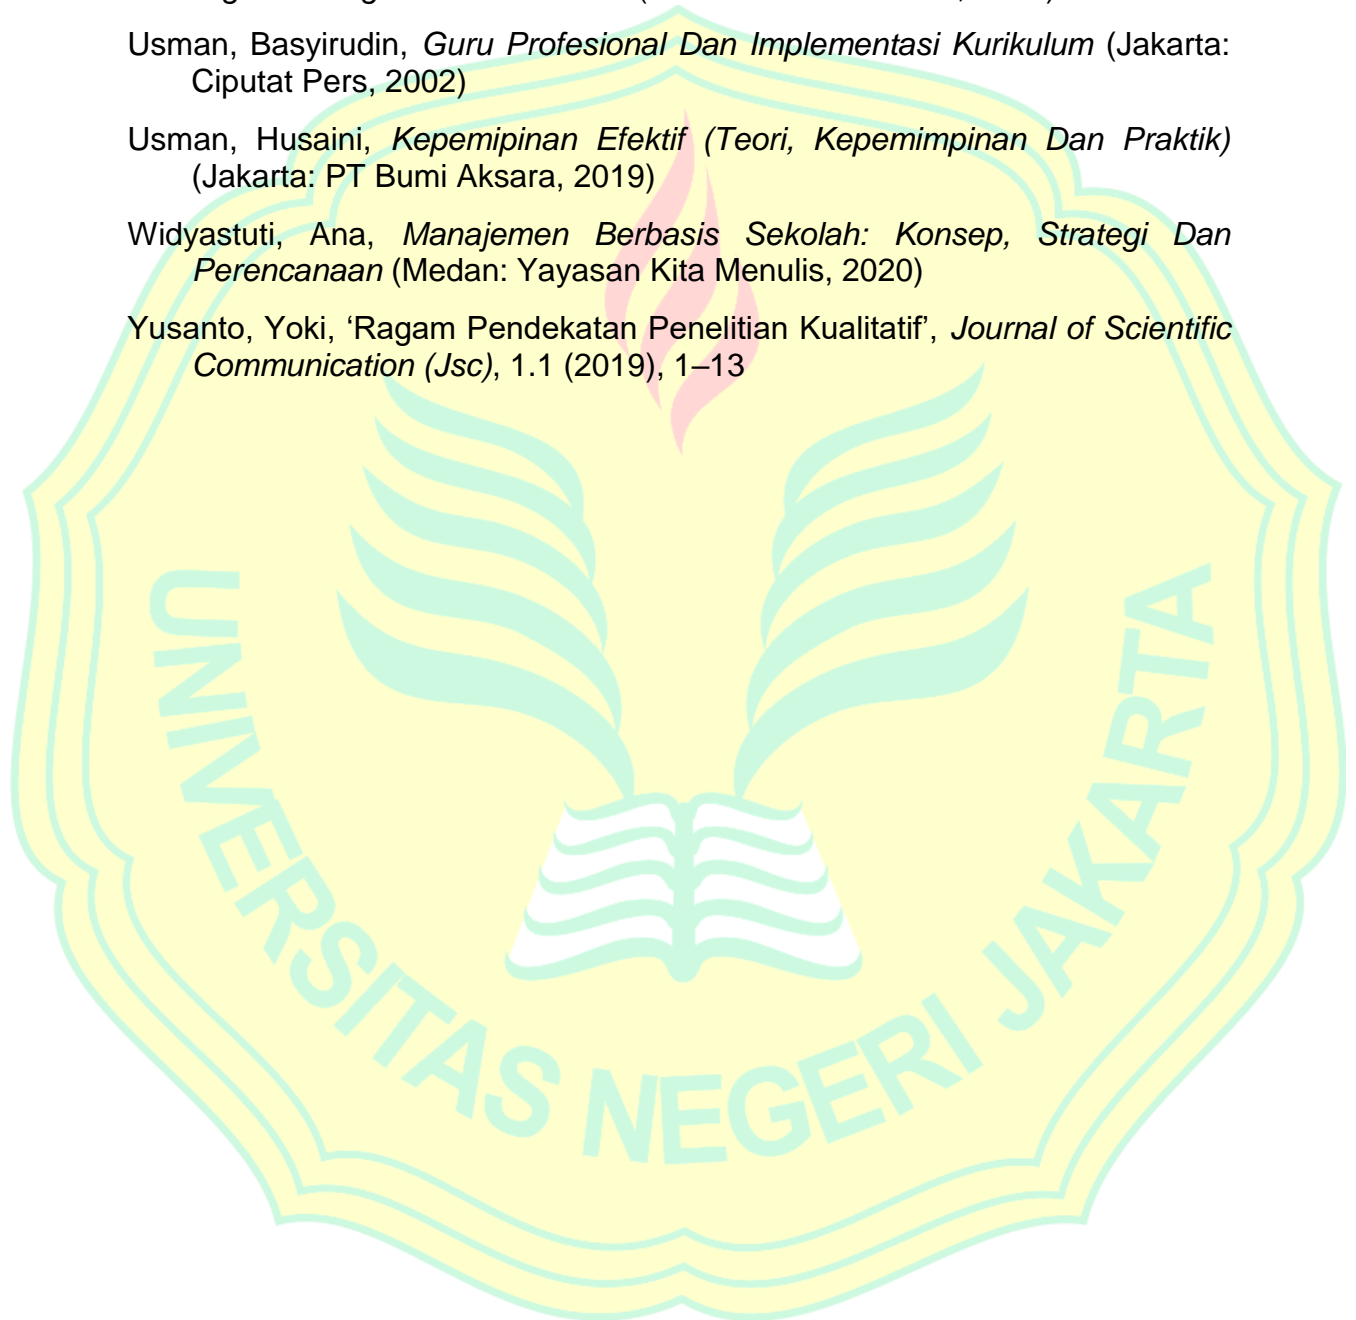 Usman, Basyirudin, Guru Profesional Dan Implementasi Kurikulum (Jakarta:
Ciputat Pers, 2002)
Usman, Husaini, Kepemipinan Efektif (Teori, Kepemimpinan Dan Praktik)
(Jakarta: PT Bumi Aksara, 2019)
Widyastuti, Ana, Manajemen Berbasis Sekolah: Konsep, Strategi Dan
Perencanaan (Medan: Yayasan Kita Menulis, 2020)
Yusanto, Yoki, ‘Ragam Pendekatan Penelitian Kualitatif’, Journal of Scientific
Communication (Jsc), 1.1 (2019), 1–13
UNIVERSITAS NEGERI JAKARTA